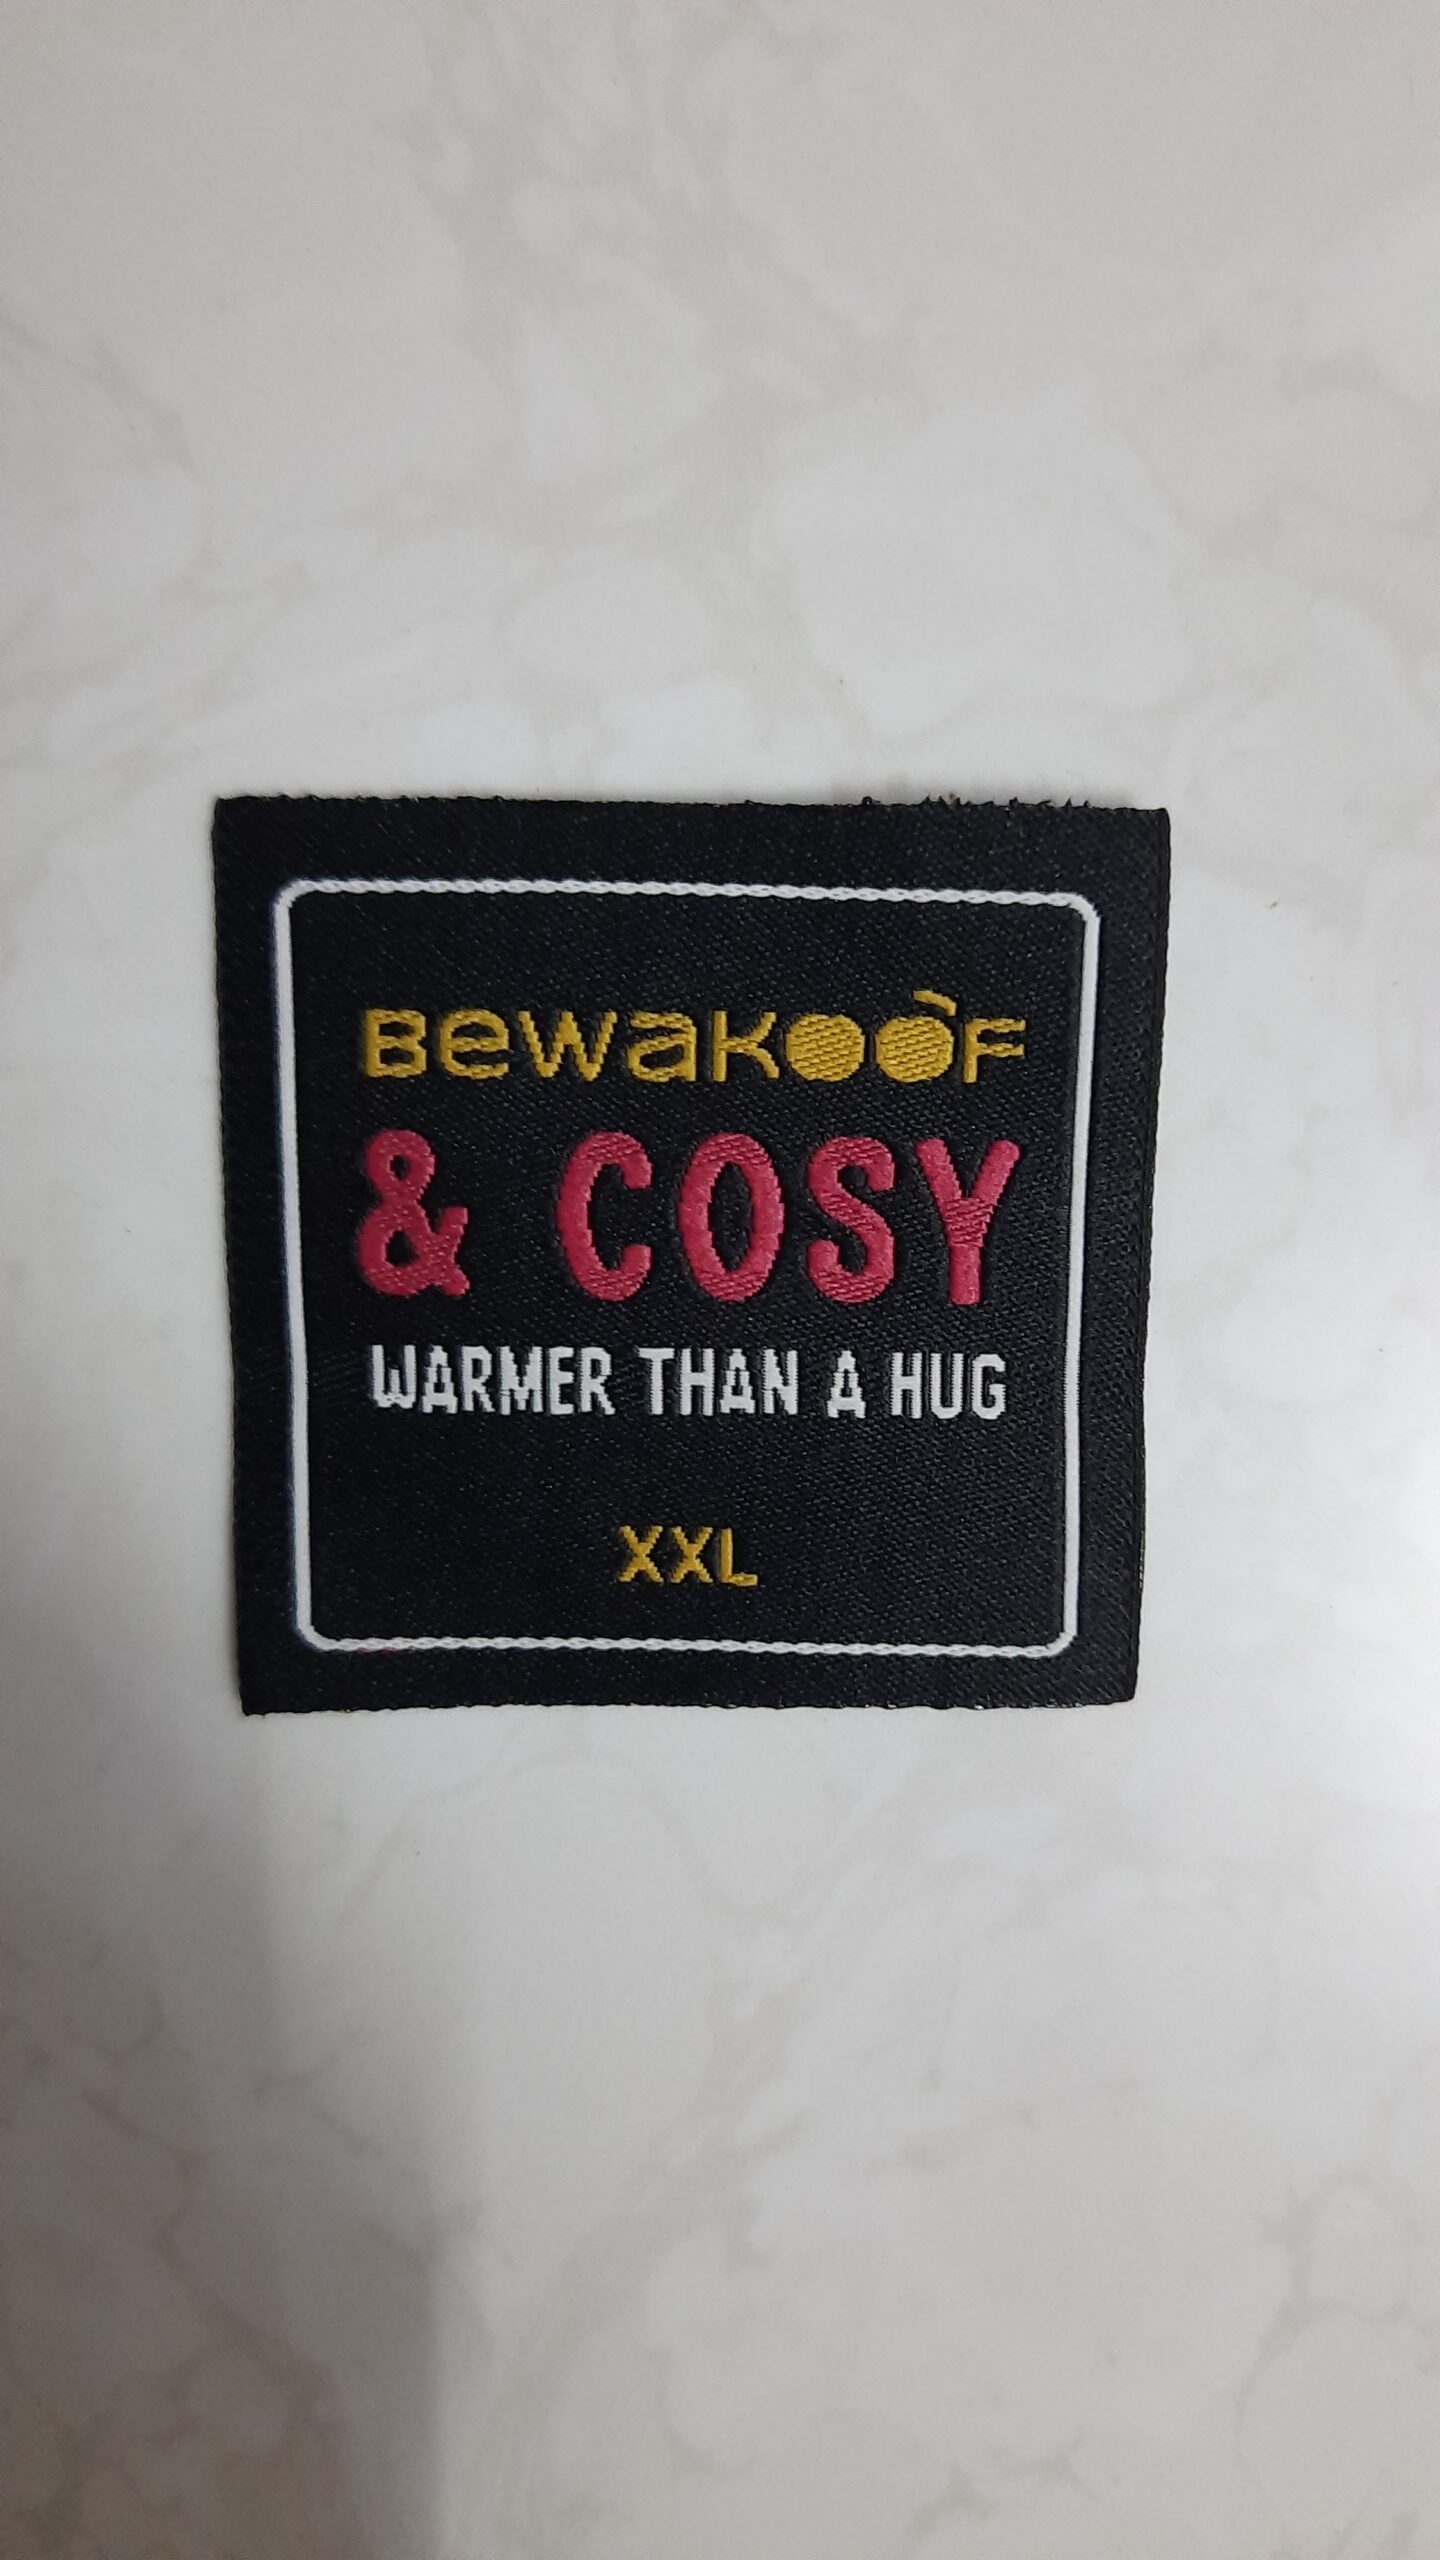 BeWaKOOF
& COSY
WARMER THAN A HUG
XXL